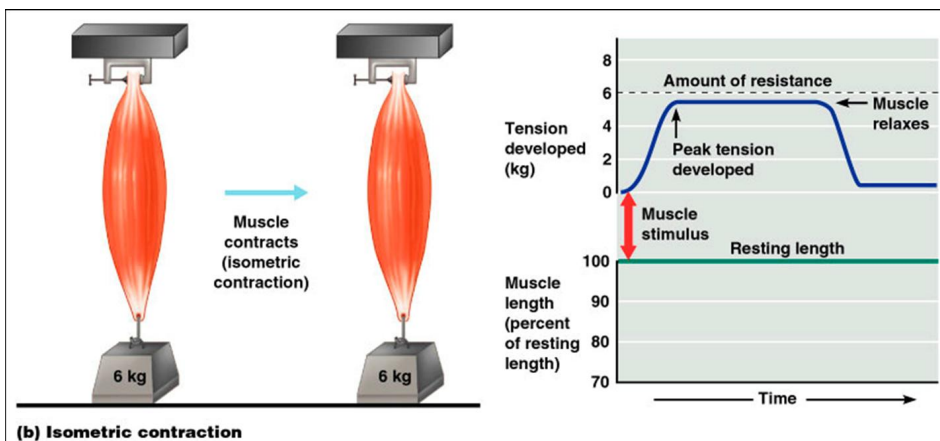 Muscle
contracts
(isometric
contraction)
6 kg
6 kg
(b) Isometric contraction
Tension
developed
(kg)
8
6
4
2
0
Amount of resistance
Muscle
relaxes
Peak tension
developed
Muscle
stimulus
Resting length
Muscle
length
(percent
of resting
length)
100
90
80
70
Time